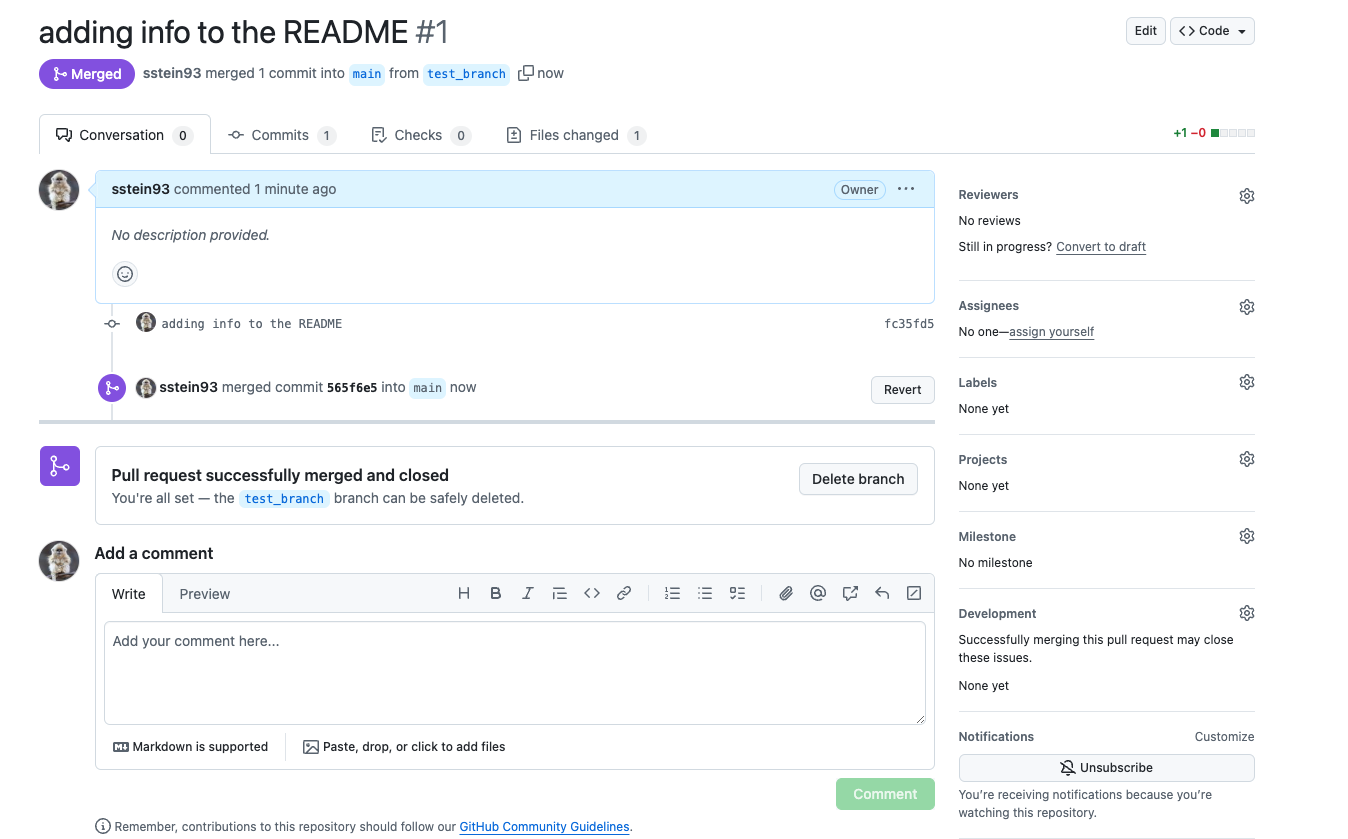 adding info to the README #1
Edit
Code
Merged
sstein93 merged 1 commit into main from test_branch now
Conversation 0
Commits 1
Checks 0
Files changed 1
+1 −0
sstein93 commented 1 minute ago
Owner
No description provided.
adding info to the README
fc35fd5
sstein93 merged commit 565f6e5 into main now
Revert
Pull request successfully merged and closed
You're all set — the test_branch branch can be safely deleted.
Delete branch
Add a comment
Write
Preview
Add your comment here...
Markdown is supported
Paste, drop, or click to add files
Comment
Remember, contributions to this repository should follow our GitHub Community Guidelines.
Reviewers
No reviews
Still in progress? Convert to draft
Assignees
No one—assign yourself
Labels
None yet
Projects
None yet
Milestone
No milestone
Development
Successfully merging this pull request may close
these issues.
None yet
Notifications
Customize
Unsubscribe
You’re receiving notifications because you’re
watching this repository.